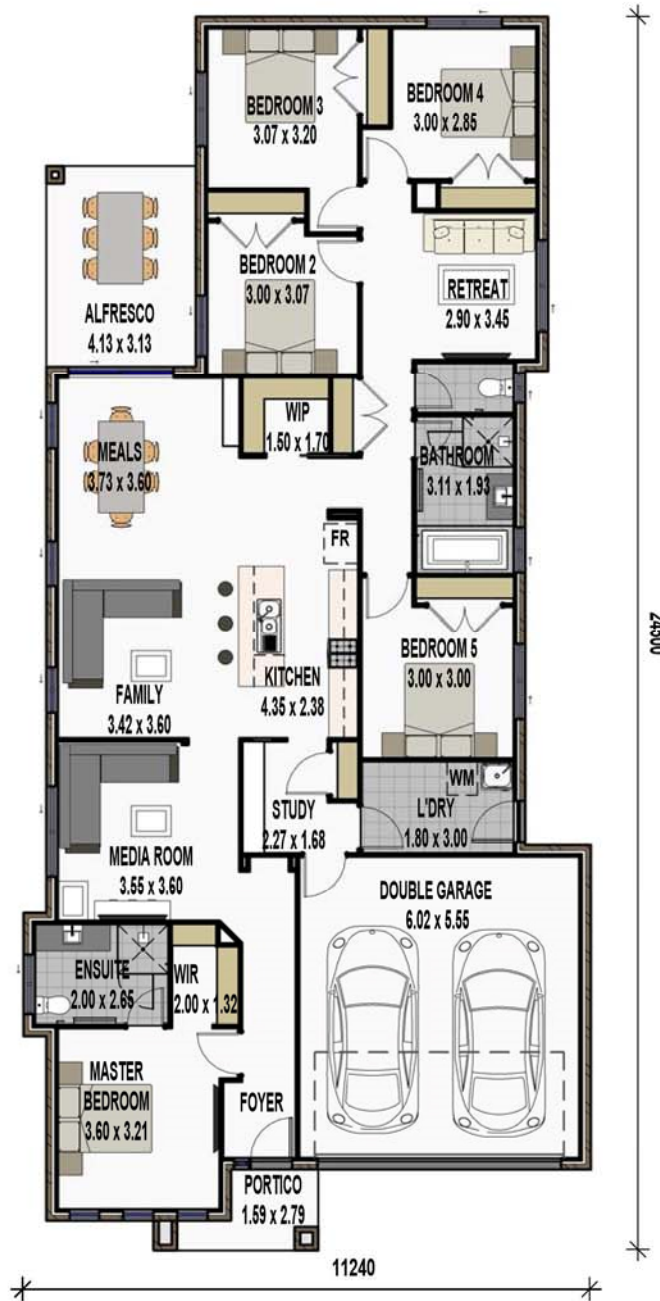 BEDROOM 3
3.07 x 3.20
BEDROOM 4
3.00 x 2.85
BEDROOM 2
3.00 x 3.07
RETREAT
2.90 x 3.45
ALFRESCO
4.13 x 3.13
WIP
1.50 x 1.70
MEALS
3.73 x 3.60
BATHROOM
3.11 x 1.93
FR
KITCHEN
4.35 x 2.38
BEDROOM 5
3.00 x 3.00
FAMILY
3.42 x 3.60
WM
L'DRY
1.80 x 3.00
STUDY
2.27 x 1.68
MEDIA ROOM
3.55 x 3.60
DOUBLE GARAGE
6.02 x 5.55
ENSUITE
2.00 x 2.65
WIR
2.00 x 1.32
MASTER
BEDROOM
3.60 x 3.21
FOYER
PORTICO
1.59 x 2.79
11240